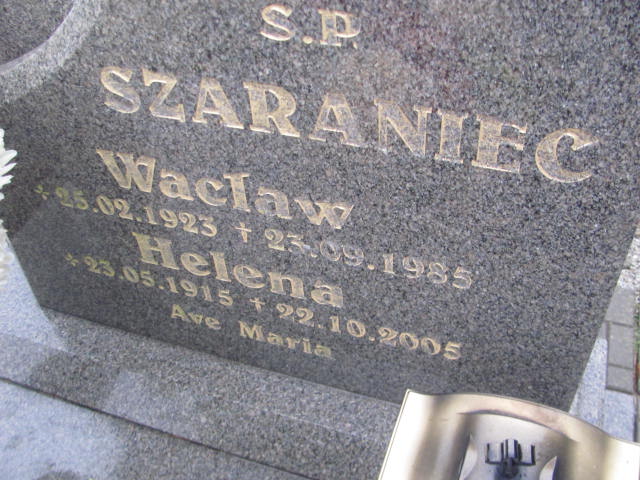 S.P.
SZARANIEC
Wacław
* 25.02.1923 † 23.09.1985
Helena
* 23.05.1915 † 22.10.2005
Ave Maria